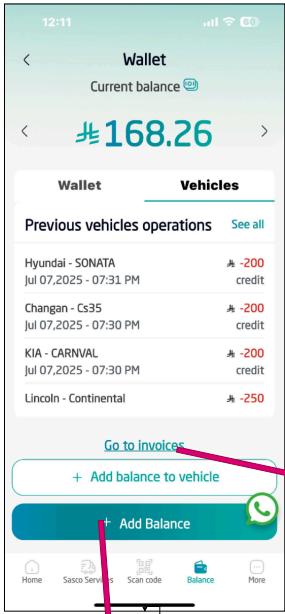 12:11
Wallet
Current balance
168.26
Wallet Vehicles
Previous vehicles operations See all
Hyundai - SONATA -200
Jul 07,2025 - 07:31 PM credit
Changan - Cs35 -200
Jul 07,2025 - 07:30 PM credit
KIA - CARNVAL -200
Jul 07,2025 - 07:30 PM credit
Lincoln - Continental -250
Go to invoices
+ Add balance to vehicle
+ Add Balance
Home Sasco Services Scan code Balance More